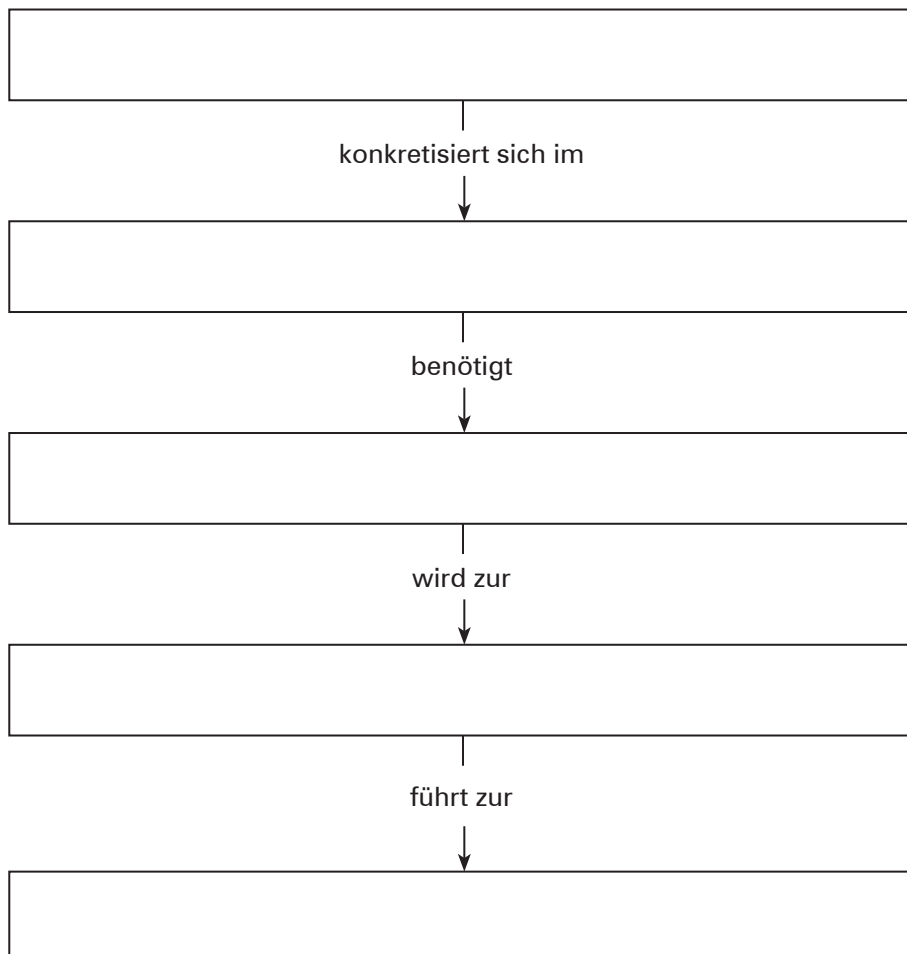 konkretisiert sich im
benötigt
wird zur
führt zur